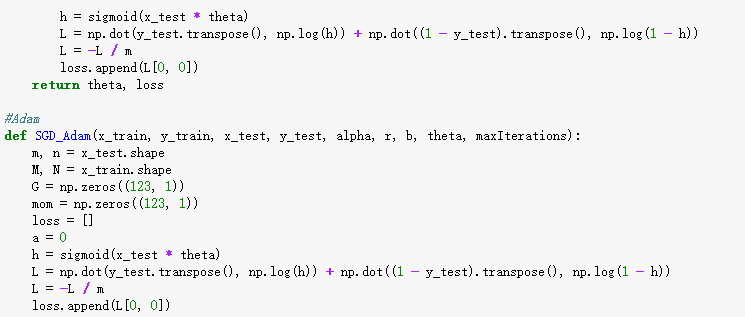 h = sigmoid(x_test * theta)
L = np.dot(y_test.transpose(), np.log(h)) + np.dot((1 - y_test).transpose(), np.log(1 - h))
L = -L / m
loss.append(L[0, 0])
return theta, loss
#Adam
def SGD_Adam(x_train, y_train, x_test, y_test, alpha, r, b, theta, maxIterations):
m, n = x_test.shape
M, N = x_train.shape
G = np.zeros((123, 1))
mom = np.zeros((123, 1))
loss = []
a = 0
h = sigmoid(x_test * theta)
L = np.dot(y_test.transpose(), np.log(h)) + np.dot((1 - y_test).transpose(), np.log(1 - h))
L = -L / m
loss.append(L[0, 0])